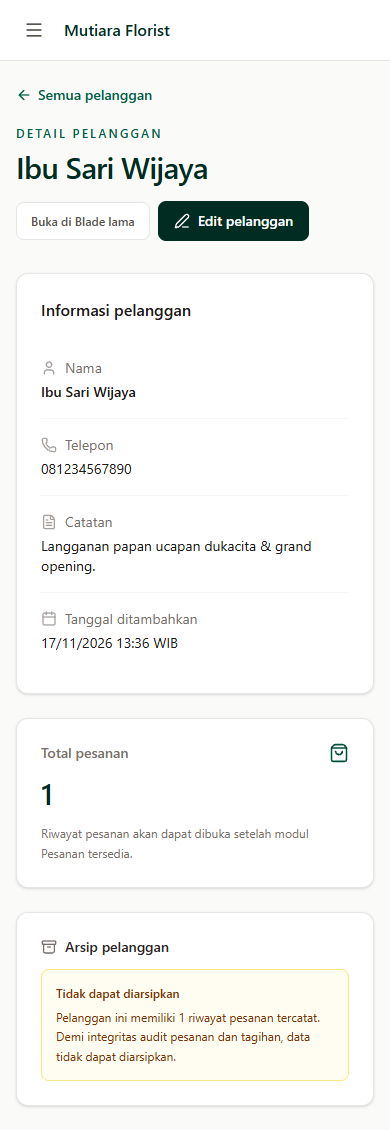 Mutiara Florist
Semua pelanggan
DETAIL PELANGGAN
Ibu Sari Wijaya
Buka di Blade lama
Edit pelanggan
Informasi pelanggan
Nama
Ibu Sari Wijaya
Telepon
081234567890
Catatan
Langganan papan ucapan dukacita & grand
opening.
Tanggal ditambahkan
17/11/2026 13:36 WIB
Total pesanan
1
Riwayat pesanan akan dapat dibuka setelah modul
Pesanan tersedia.
Arsip pelanggan
Tidak dapat diarsipkan
Pelanggan ini memiliki 1 riwayat pesanan tercatat.
Demi integritas audit pesanan dan tagihan, data
tidak dapat diarsipkan.